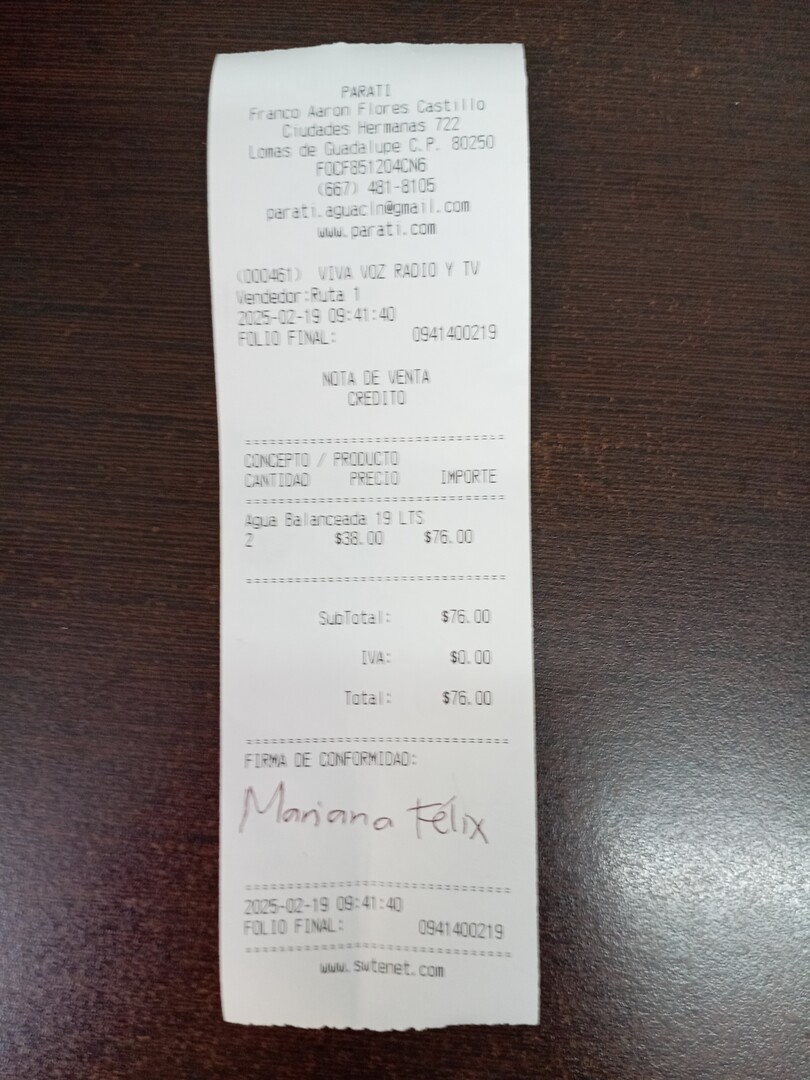 PARATI
Franco Aaron Flores Castillo
Ciudades Hermanas 722
Lomas de Guadalupe C.P. 80250
FOCF851204CN6
(667) 481-8105
parati.aguacln@gmail.com
www.parati.com
(000461) VIVA VOZ RADIO Y TV
Vendedor:Ruta 1
2025-02-19 09:41:40
FOLIO FINAL: 0941400219
NOTA DE VENTA
CREDITO
================================
CONCEPTO / PRODUCTO
CANTIDAD PRECIO IMPORTE
================================
Agua Balanceada 19 LTS
2 $38.00 $76.00
================================
SubTotal: $76.00
IVA: $0.00
Total: $76.00
================================
FIRMA DE CONFORMIDAD:
Mariana Félix
================================
2025-02-19 09:41:40
FOLIO FINAL: 0941400219
================================
www.swtenet.com